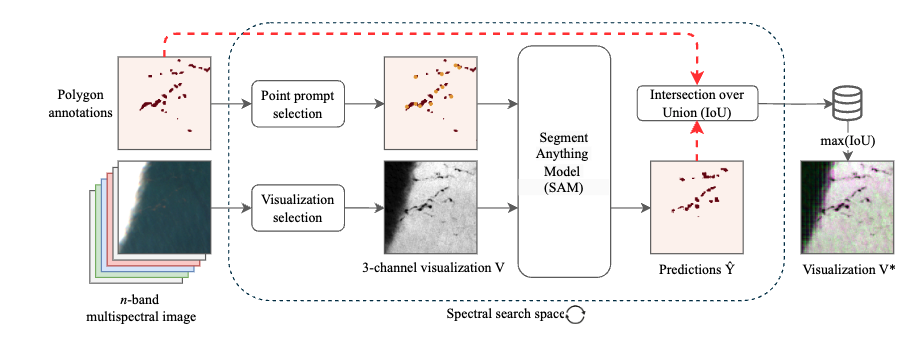 Polygon
annotations
Point prompt
selection
Intersection over
Union (IoU)
max(IoU)
Segment
Anything
Model
(SAM)
Visualization
selection
3-channel visualization V
Predictions Ŷ
Visualization V*
n-band
multispectral image
Spectral search space